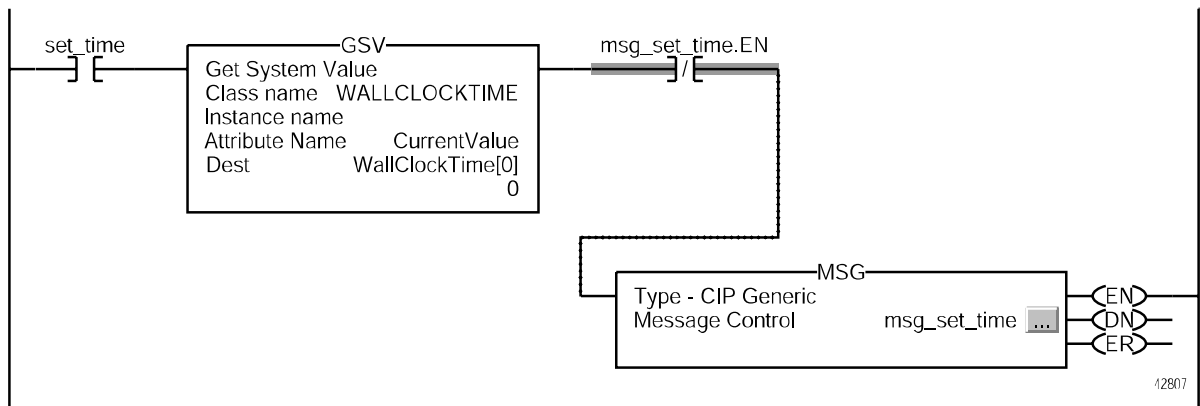 set_time
GSV
Get System Value
Class name WALLCLOCKTIME
Instance name
Attribute Name CurrentValue
Dest WallClockTime[0]
0
msg_set_time.EN
/
MSG
Type - CIP Generic
Message Control msg_set_time ...
EN
DN
ER
42807